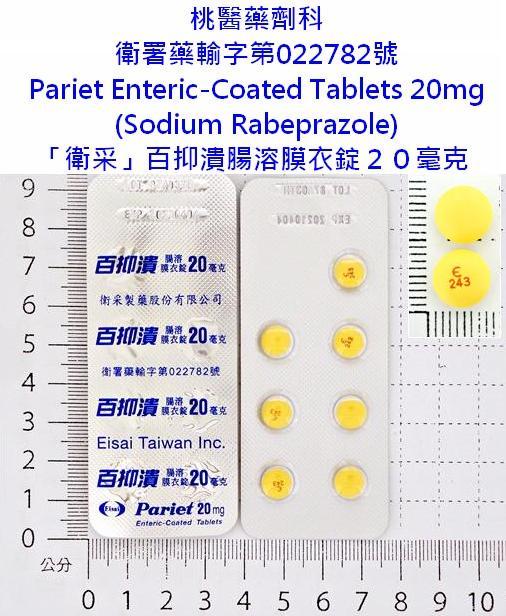 桃醫藥劑科
衛署藥輸字第022782號
Pariet Enteric-Coated Tablets 20mg
(Sodium Rabeprazole)
「衛采」百抑潰腸溶膜衣錠２０毫克
EXP 20210404
百抑潰 腸溶膜衣錠 20毫克
衛采製藥股份有限公司
百抑潰 腸溶膜衣錠 20毫克
衛署藥輸字第022782號
百抑潰 腸溶膜衣錠 20毫克
Eisai Taiwan Inc.
百抑潰 腸溶膜衣錠 20毫克
Eisai Pariet 20 mg
Enteric-Coated Tablets
Є
243
9
8
7
6
5
4
3
2
1
0
公分
0 1 2 3 4 5 6 7 8 9 10